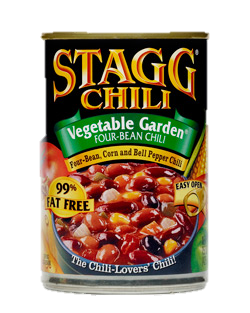 STAGG®
CHILI
Vegetable Garden®
FOUR-BEAN CHILI
Four-Bean, Corn and Bell Pepper Chili
99%
FAT FREE
EASY OPEN
The Chili-Lovers' Chili!